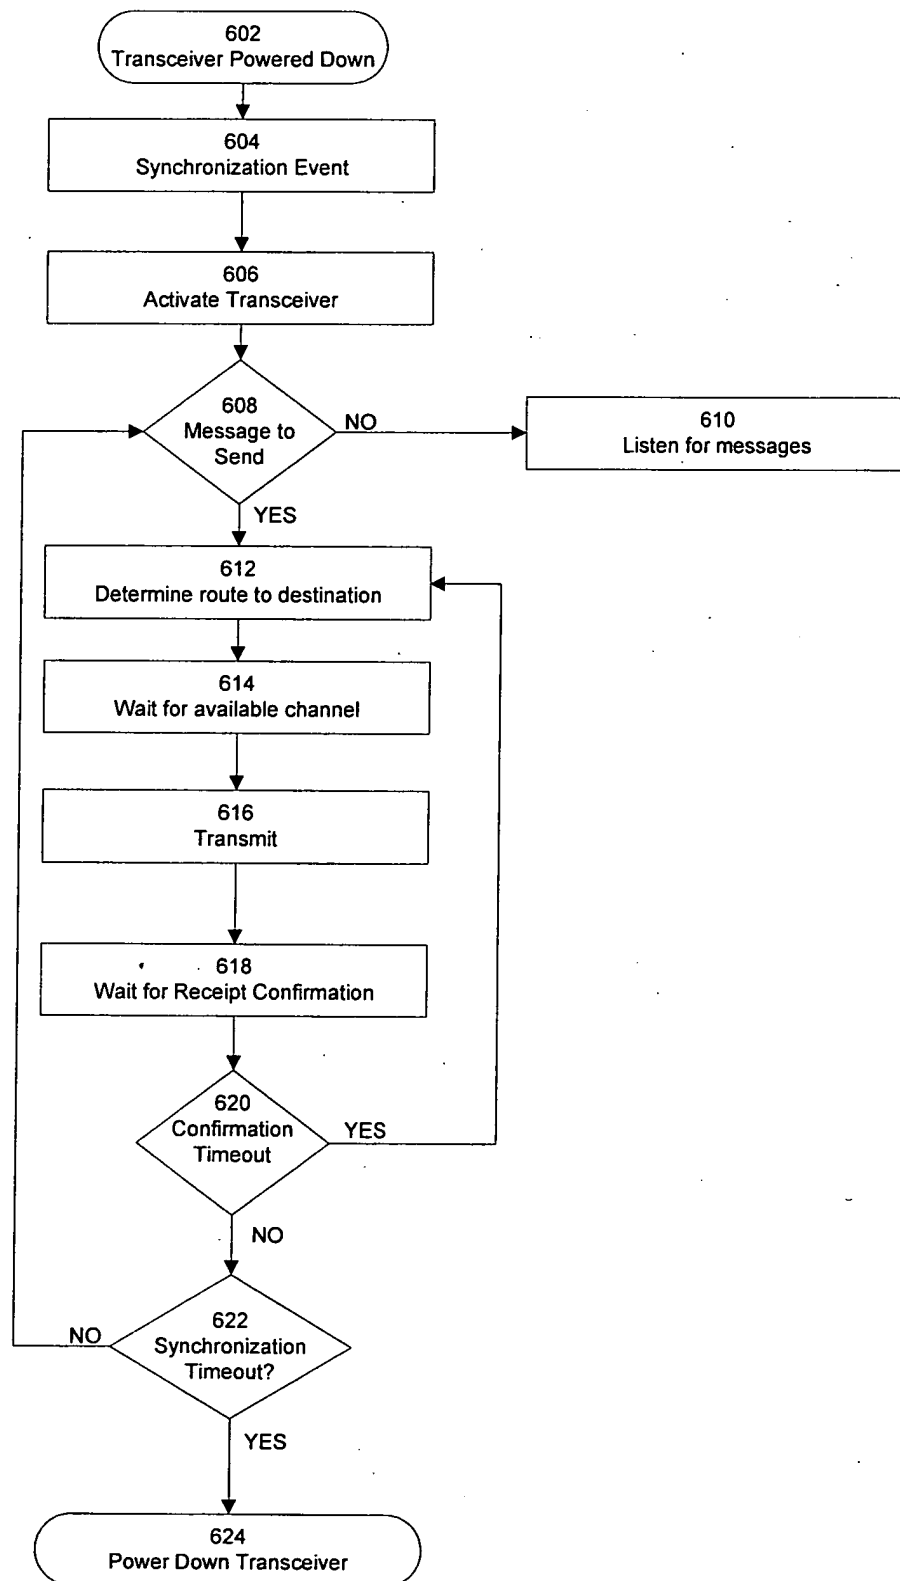 602
Transceiver Powered Down
604
Synchronization Event
606
Activate Transceiver
608
Message to
Send
NO
610
Listen for messages
YES
612
Determine route to destination
614
Wait for available channel
616
Transmit
618
Wait for Receipt Confirmation
620
Confirmation
Timeout
YES
NO
622
Synchronization
Timeout?
NO
YES
624
Power Down Transceiver